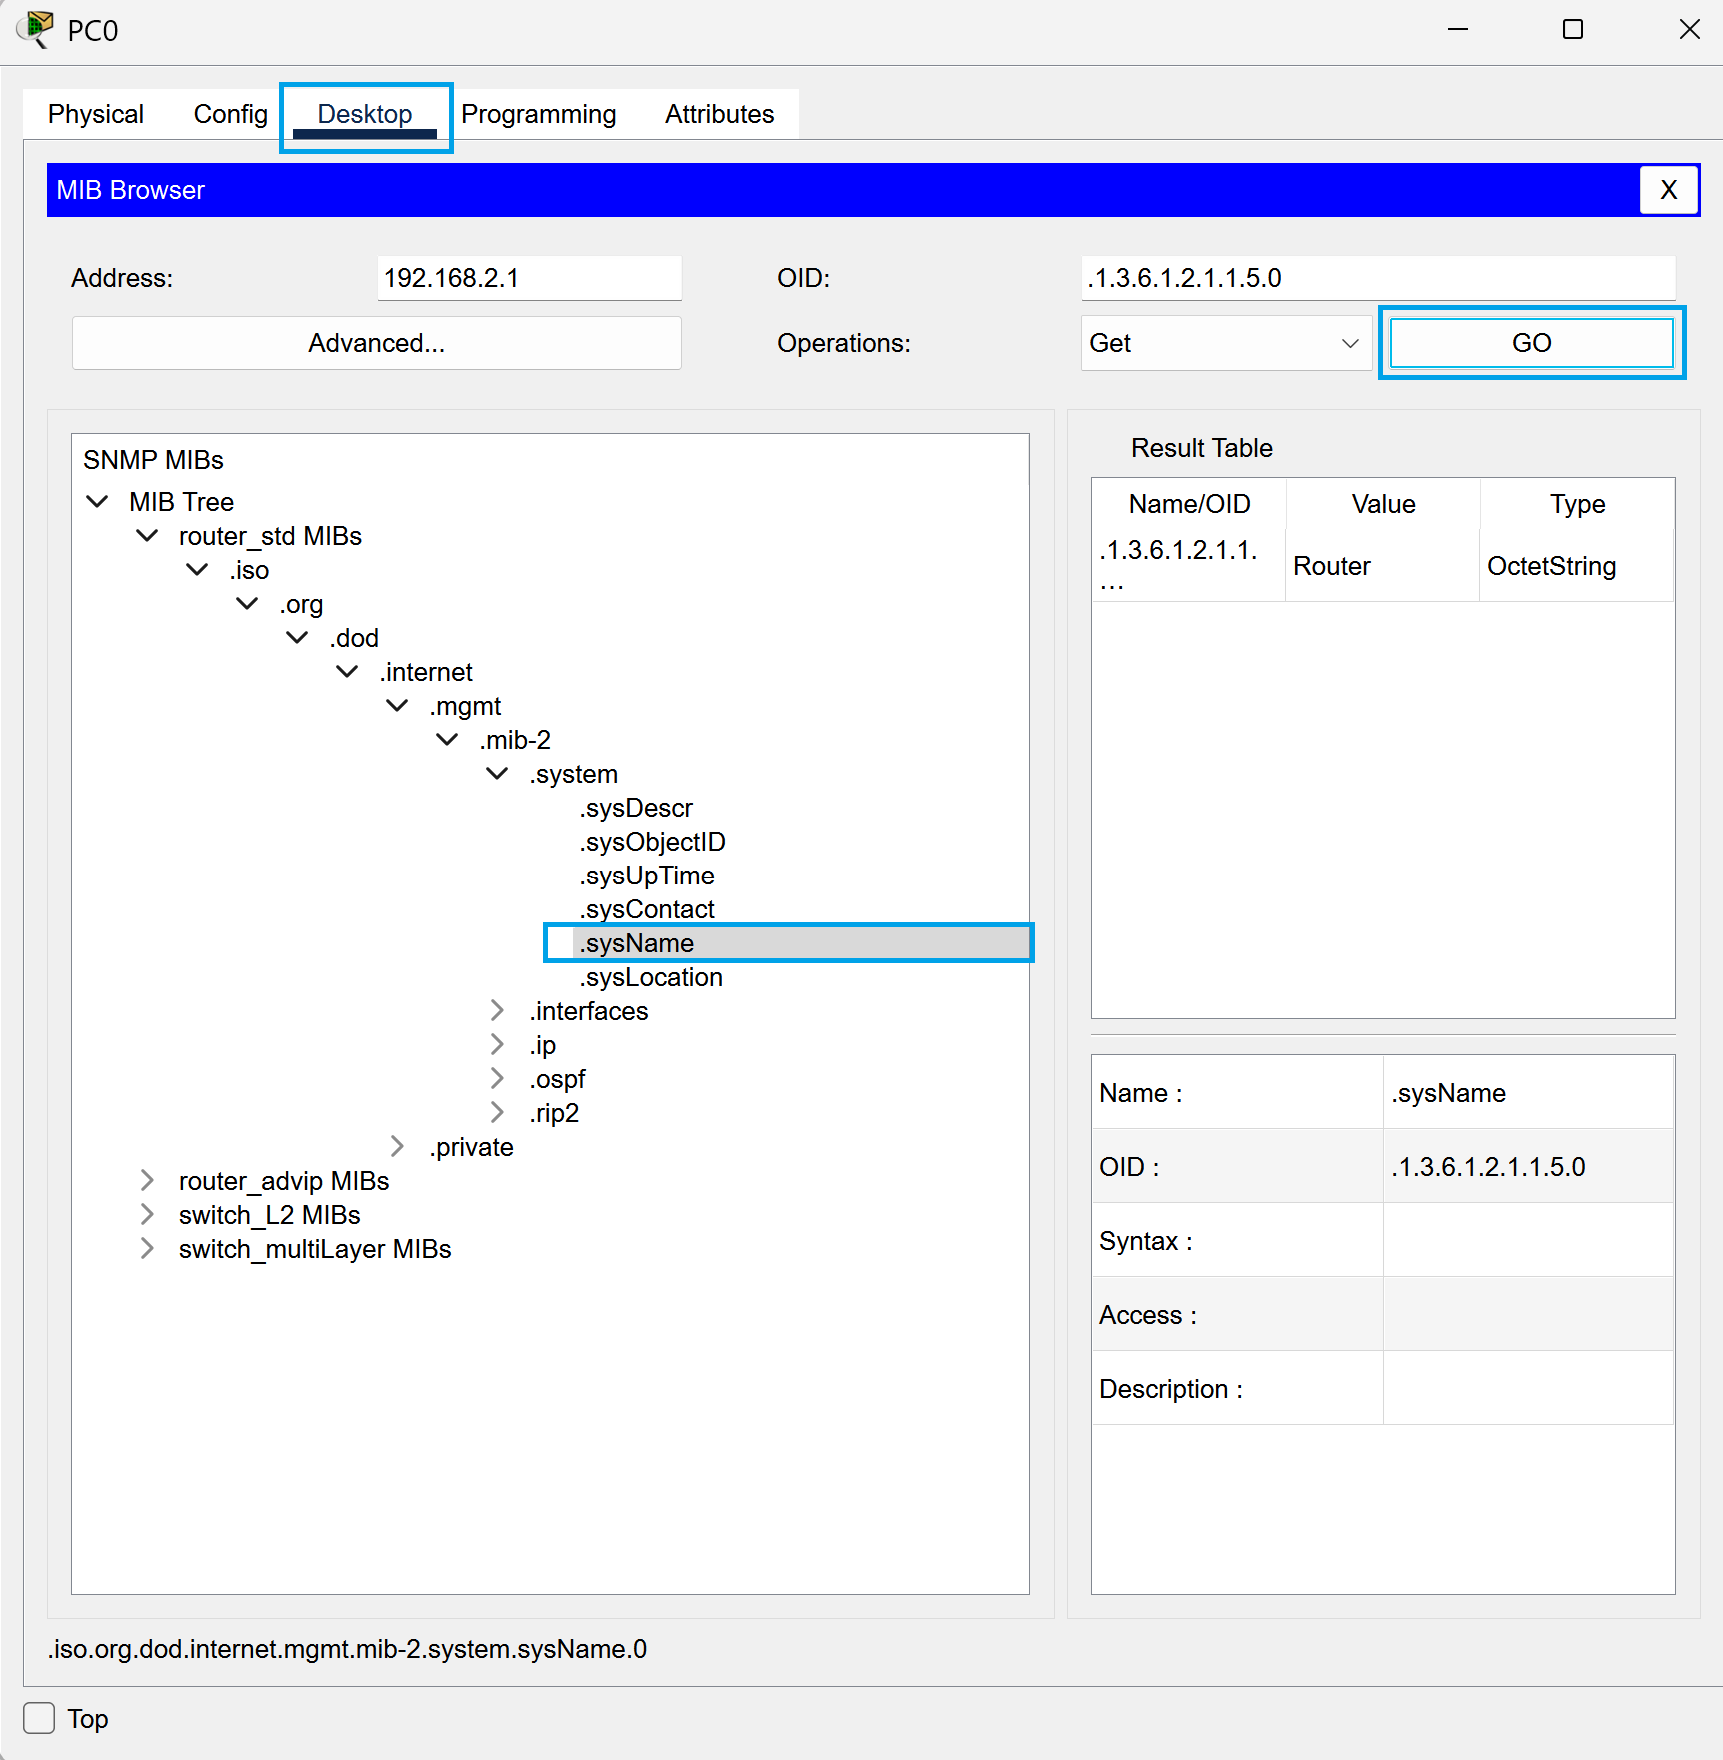 PC0
Physical Config Desktop Programming Attributes
MIB Browser X
Address: 192.168.2.1 OID: .1.3.6.1.2.1.1.5.0
Advanced... Operations: Get GO
SNMP MIBs
MIB Tree
router_std MIBs
.iso
.org
.dod
.internet
.mgmt
.mib-2
.system
.sysDescr
.sysObjectID
.sysUpTime
.sysContact
.sysName
.sysLocation
.interfaces
.ip
.ospf
.rip2
.private
router_advip MIBs
switch_L2 MIBs
switch_multiLayer MIBs
Result Table
Name/OID Value Type
.1.3.6.1.2.1.1.
... Router OctetString
Name : .sysName
OID : .1.3.6.1.2.1.1.5.0
Syntax :
Access :
Description :
.iso.org.dod.internet.mgmt.mib-2.system.sysName.0
Top